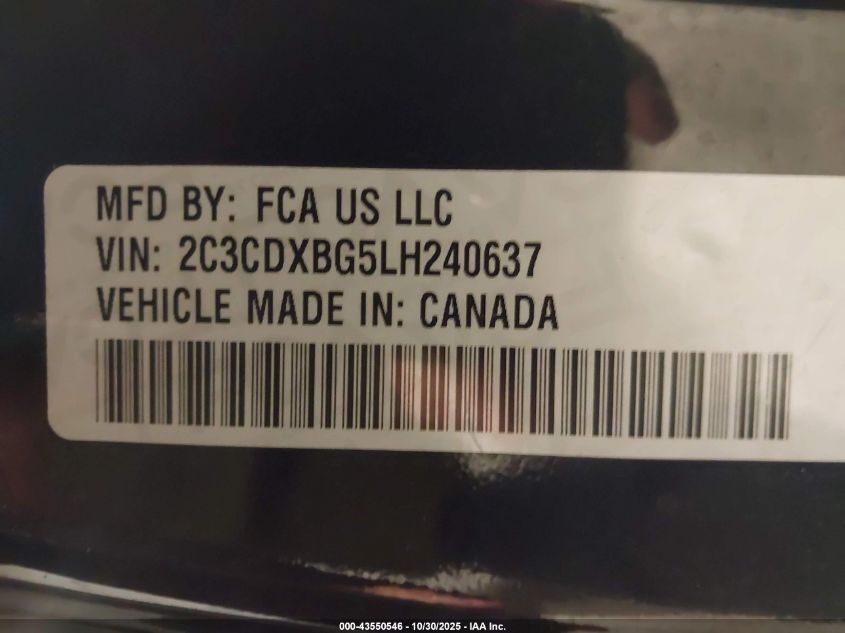 MFD BY: FCA US LLC
VIN: 2C3CDXBG5LH240637
VEHICLE MADE IN: CANADA
000-43550546 - 10/30/2025 - IAA Inc.